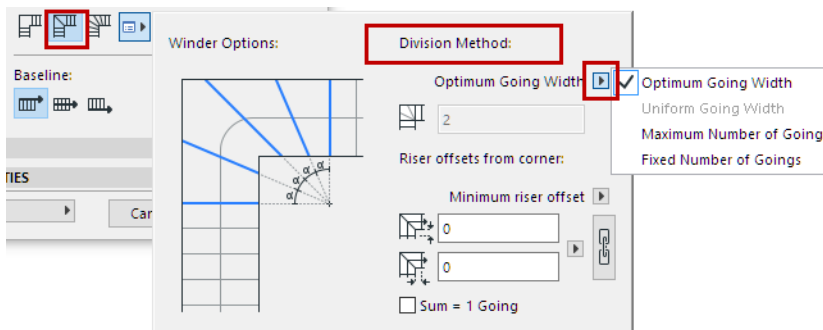 Winder Options:
Division Method:
Baseline:
Optimum Going Width
Optimum Going Width
2
Uniform Going Width
Maximum Number of Going
Riser offsets from corner:
Fixed Number of Goings
TIES
Minimum riser offset
Car
0
0
Sum = 1 Going
α
α
α
α